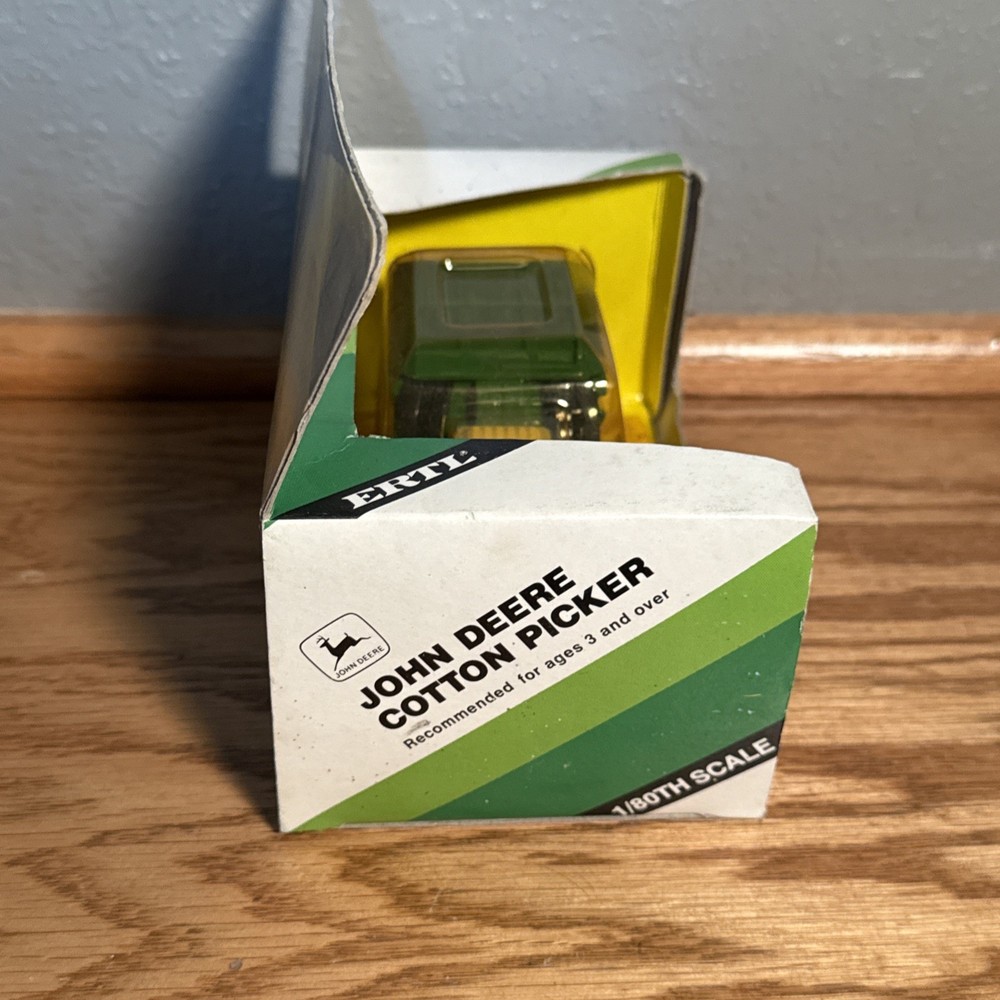 ERTL
JOHN DEERE
JOHN DEERE
COTTON PICKER
Recommended for ages 3 and over
1/80TH SCALE